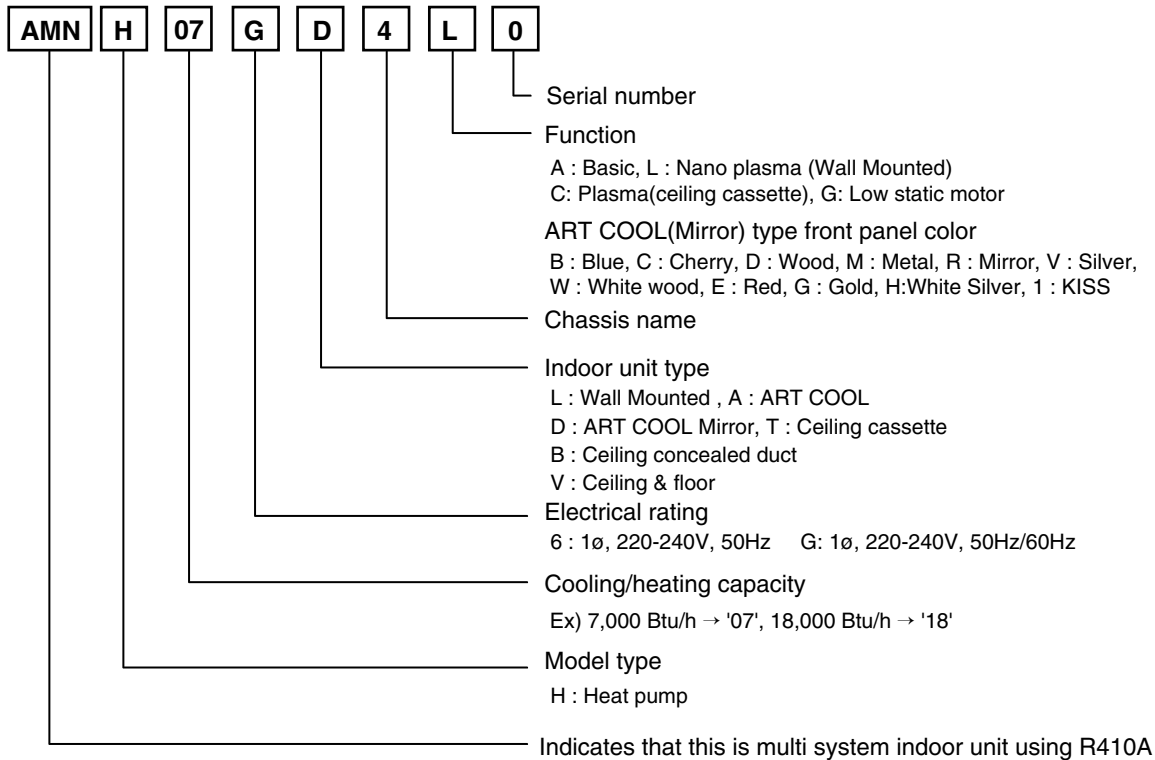 AMN H 07 G D 4 L 0
Serial number
Function
A : Basic, L : Nano plasma (Wall Mounted)
C: Plasma(ceiling cassette), G: Low static motor
ART COOL(Mirror) type front panel color
B : Blue, C : Cherry, D : Wood, M : Metal, R : Mirror, V : Silver,
W : White wood, E : Red, G : Gold, H:White Silver, 1 : KISS
Chassis name
Indoor unit type
L : Wall Mounted , A : ART COOL
D : ART COOL Mirror, T : Ceiling cassette
B : Ceiling concealed duct
V : Ceiling & floor
Electrical rating
6 : 1ø, 220-240V, 50Hz G: 1ø, 220-240V, 50Hz/60Hz
Cooling/heating capacity
Ex) 7,000 Btu/h → '07', 18,000 Btu/h → '18'
Model type
H : Heat pump
Indicates that this is multi system indoor unit using R410A